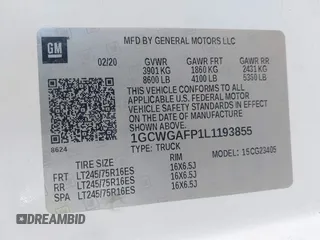 GM
MFD BY GENERAL MOTORS LLC
02/20 GVWR GAWR FRT GAWR RR
3901 KG 1860 KG 2431 KG
8600 LB 4100 LB 5350 LB
THIS VEHICLE CONFORMS TO ALL APPLICABLE U.S. FEDERAL MOTOR VEHICLE SAFETY STANDARDS IN EFFECT ON THE DATE OF MANUFACTURE SHOWN ABOVE.
1GCWGAFP1L1193855
TYPE: TRUCK
8624
15CG23405
TIRE SIZE RIM
FRT LT245/75R16ES 16X6.5J
RR LT245/75R16ES 16X6.5J
SPA LT245/75R16ES 16X6.5J
DREAMBID